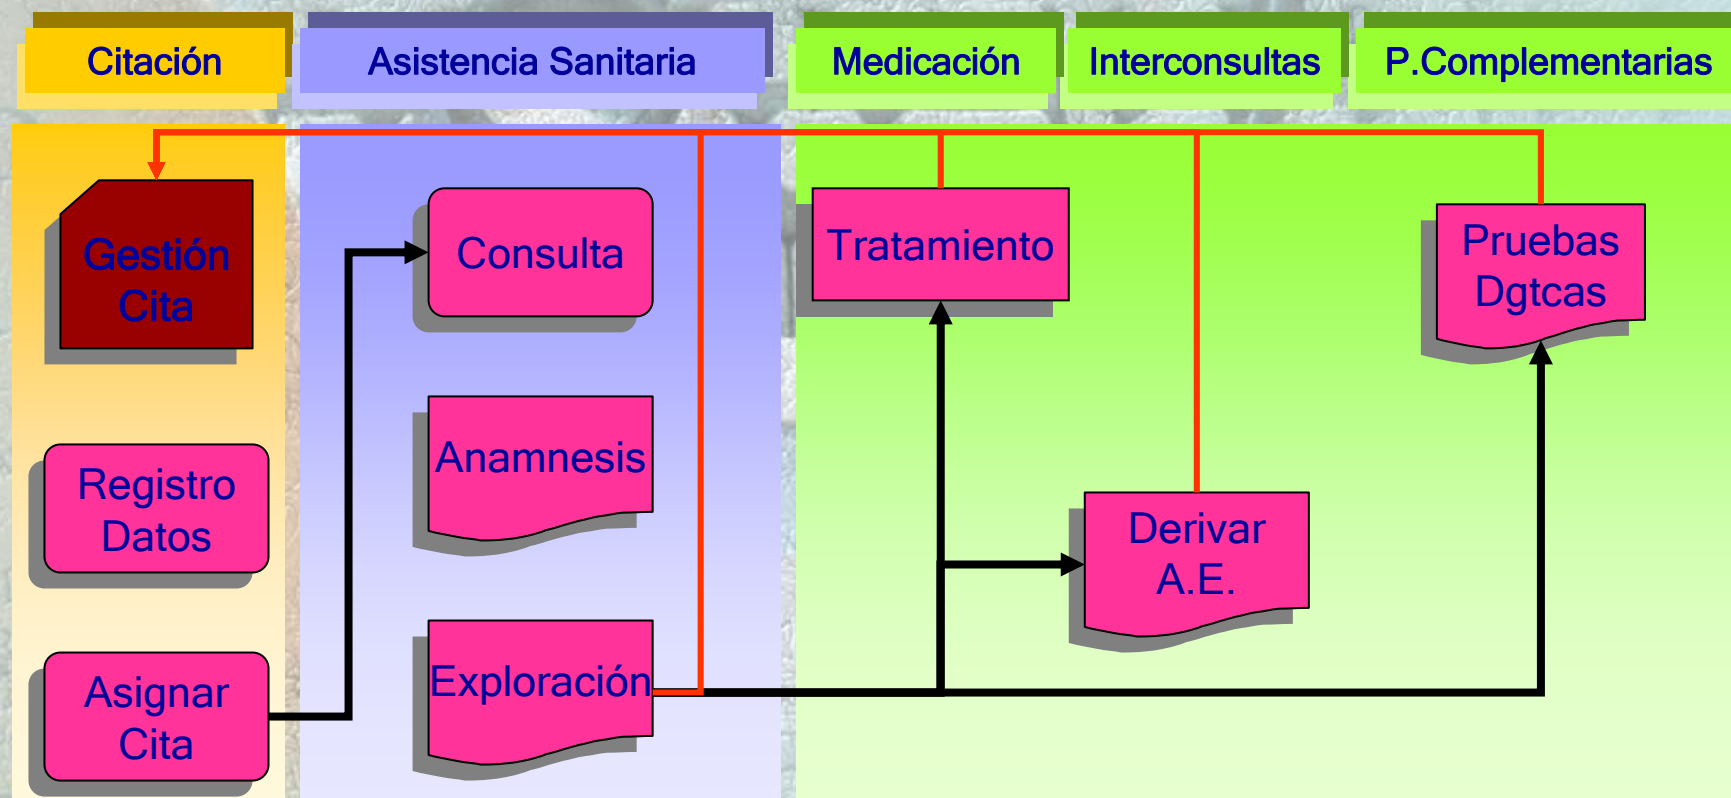 Citación
Asistencia Sanitaria
Medicación
Interconsultas
P.Complementarias
Gestión
Cita
Registro
Datos
Asignar
Cita
Consulta
Anamnesis
Exploración
Tratamiento
Derivar
A.E.
Pruebas
Dgtcas